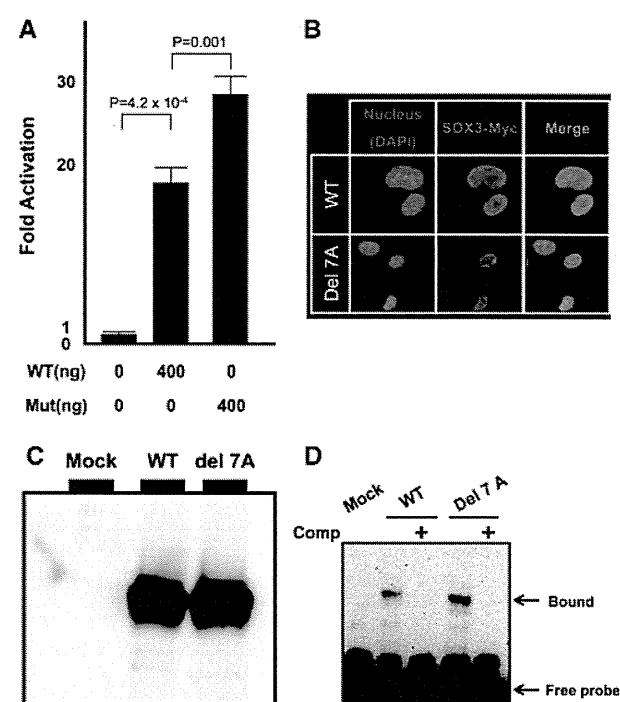 A
P=0.001
P=4.2 x 10⁻⁴
30
20
1
0
Fold Activation
WT(ng) 0 400 0
Mut(ng) 0 0 400
B
Nucleus (DAPI) SOX3-Myc Merge
WT
Del 7A
C
Mock WT del 7A
D
Mock WT Del 7 A
Comp + +
Bound
Free probe